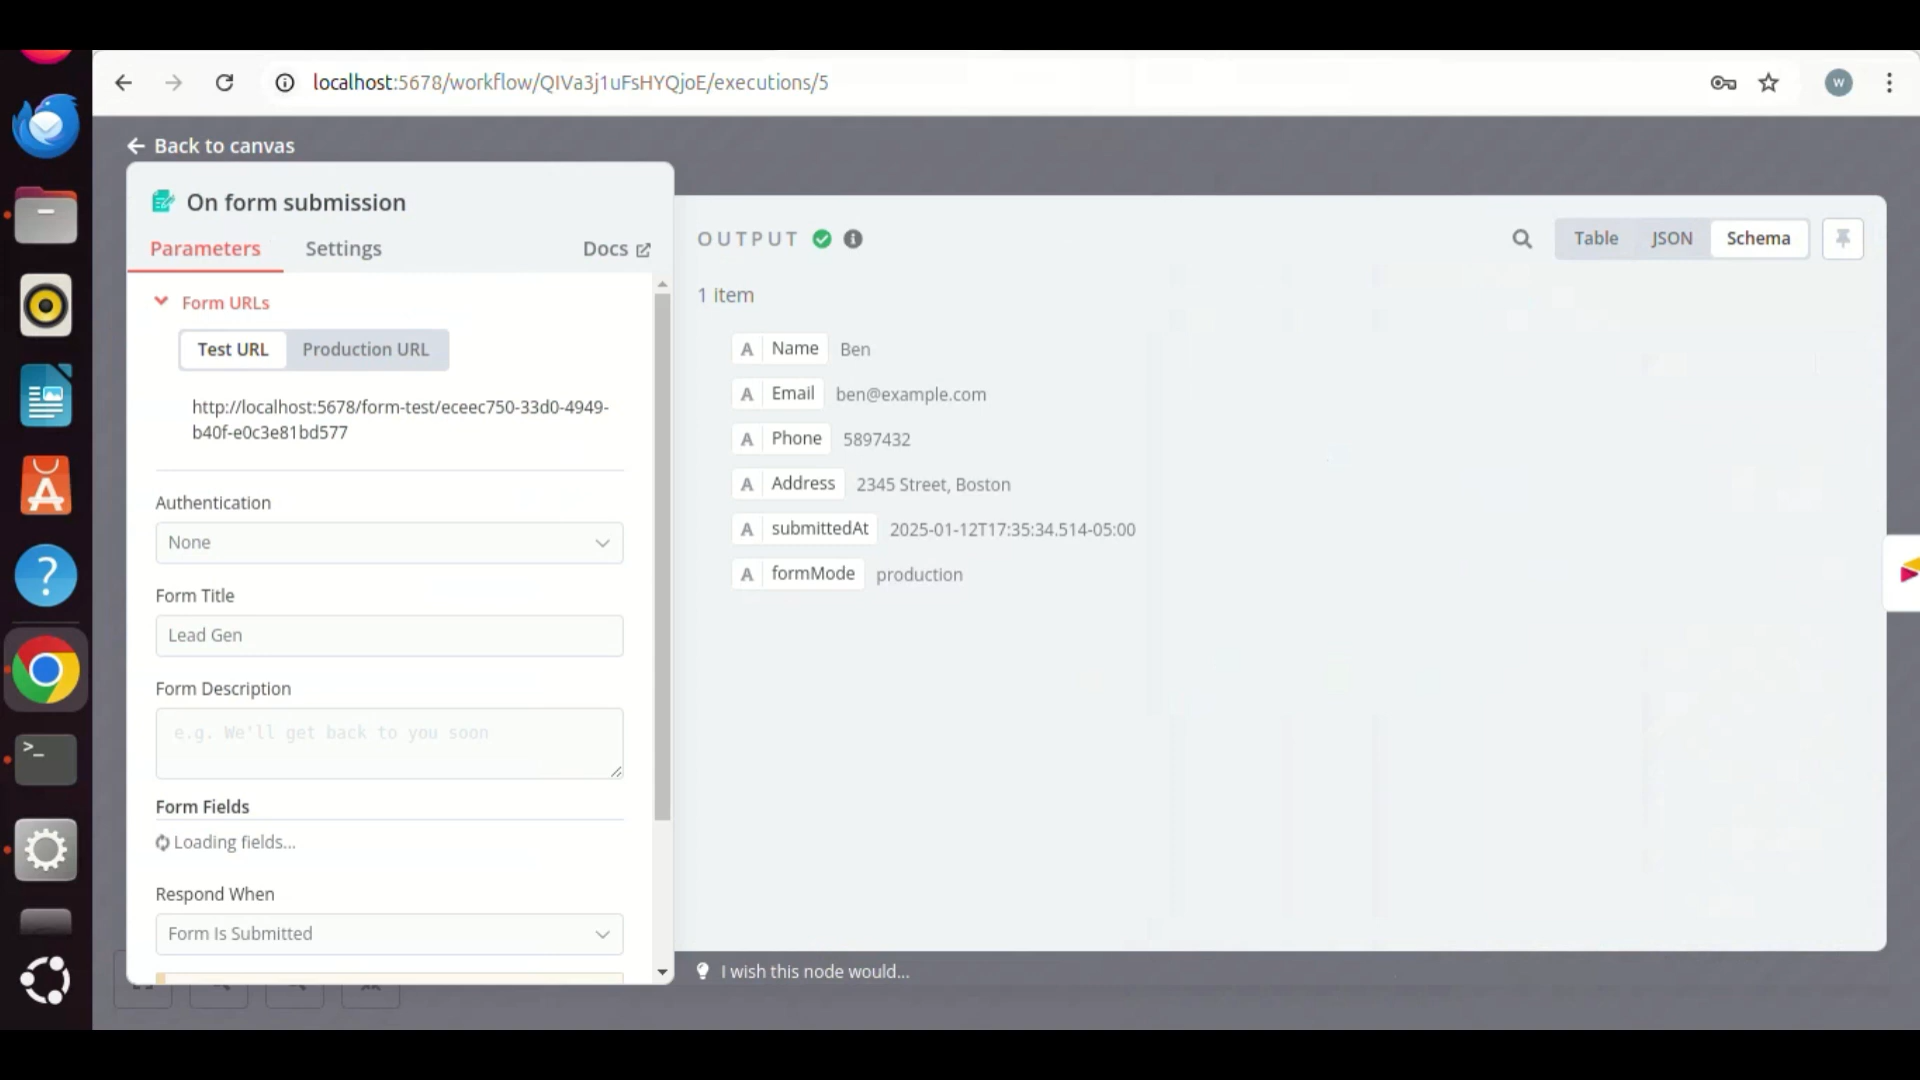 localhost:5678/workflow/QIVa3j1uFsHYQjoE/executions/5
W
Back to canvas
On form submission
Parameters Settings Docs
Form URLs
Test URL Production URL
http://localhost:5678/form-test/eceec750-33d0-4949-
b40f-e0c3e81bd577
Authentication
None
Form Title
Lead Gen
Form Description
e.g. We'll get back to you soon
Form Fields
Loading fields...
Respond When
Form Is Submitted
OUTPUT
Table JSON Schema
1 item
A Name Ben
A Email ben@example.com
A Phone 5897432
A Address 2345 Street, Boston
A submittedAt 2025-01-12T17:35:34.514-05:00
A formMode production
I wish this node would...